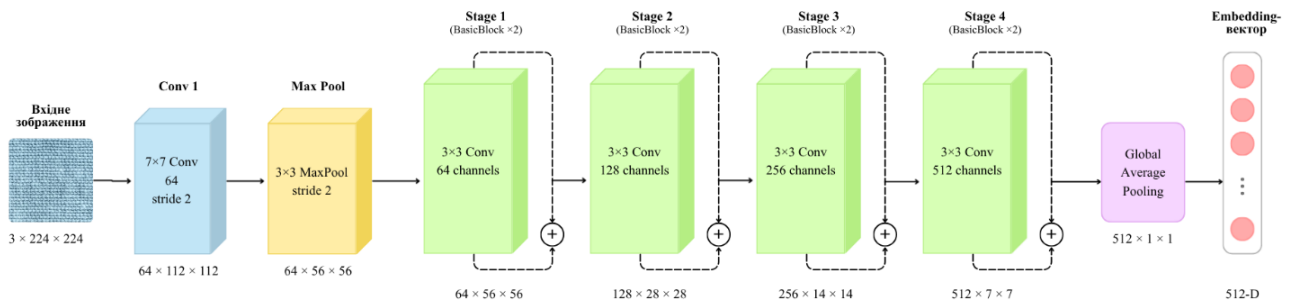 Вхідне
зображення
3 × 224 × 224
Conv 1
7×7 Conv
64
stride 2
64 × 112 × 112
Max Pool
3×3 MaxPool
stride 2
64 × 56 × 56
Stage 1
(BasicBlock ×2)
3×3 Conv
64 channels
+
64 × 56 × 56
Stage 2
(BasicBlock ×2)
3×3 Conv
128 channels
+
128 × 28 × 28
Stage 3
(BasicBlock ×2)
3×3 Conv
256 channels
+
256 × 14 × 14
Stage 4
(BasicBlock ×2)
3×3 Conv
512 channels
+
512 × 7 × 7
Global
Average
Pooling
512 × 1 × 1
Embedding-
вектор
512-D